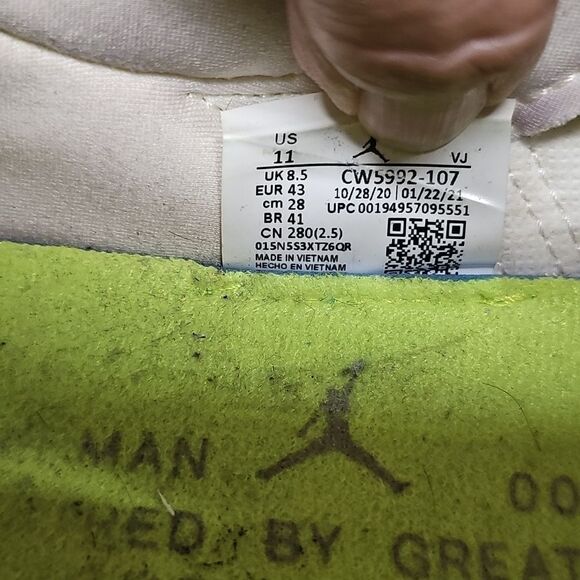 US
11 VJ
UK 8.5 CW5992-107
EUR 43 10/28/20 | 01/22/21
cm 28 UPC 00194957095551
BR 41
CN 280(2.5)
015N5S3XTZ6QR
MADE IN VIETNAM
HECHO EN VIETNAM
MAN 00
RED BY GREAT